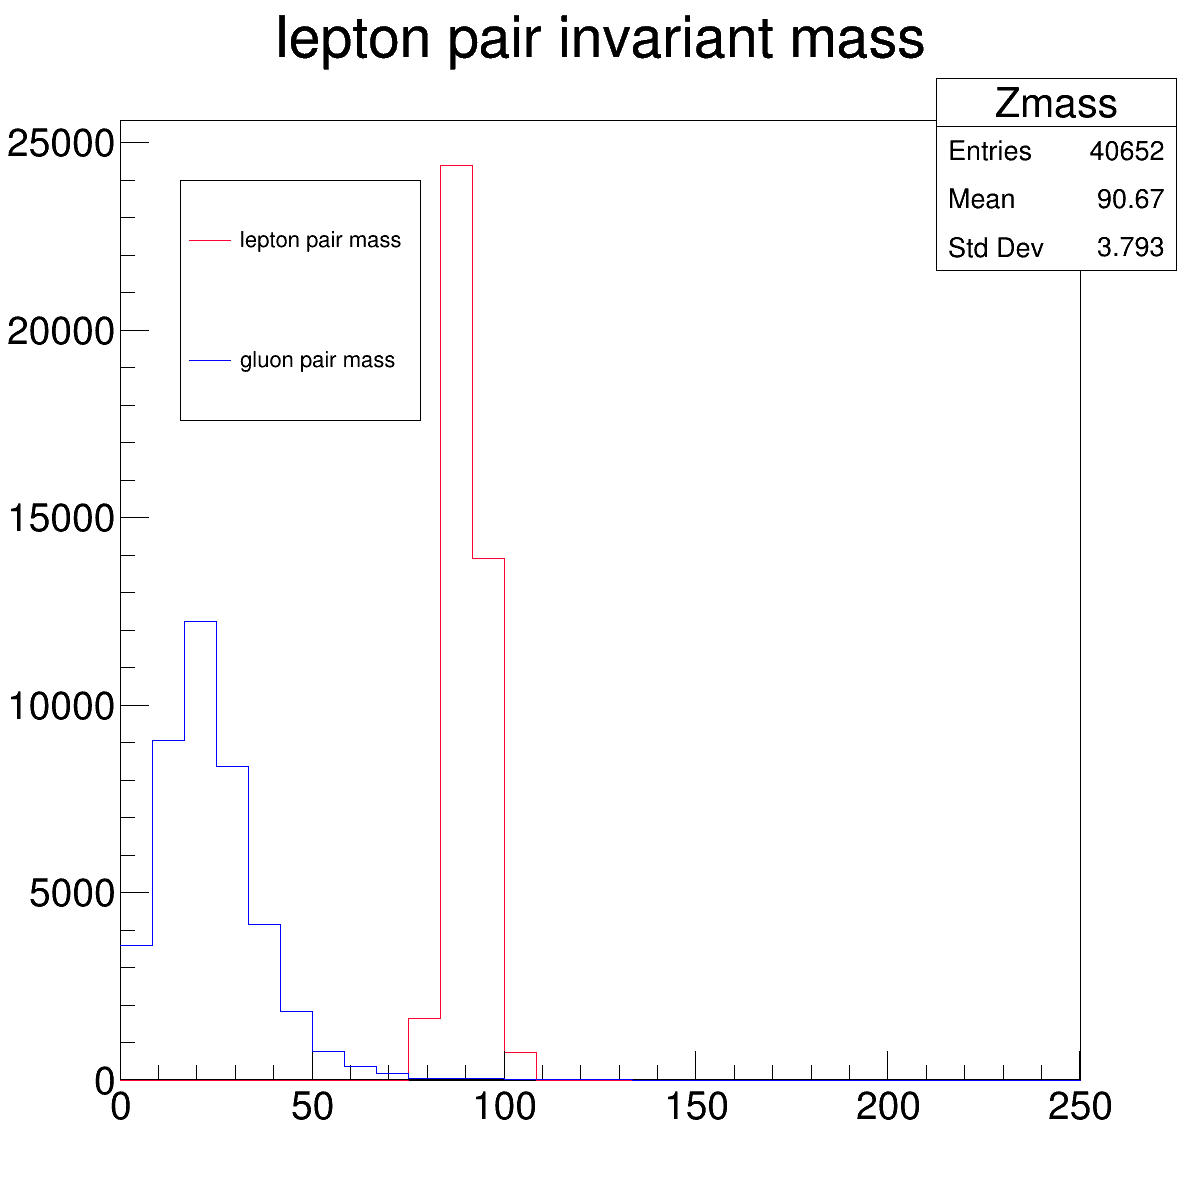 lepton pair invariant mass
Zmass
Entries 40652
Mean 90.67
Std Dev 3.793
25000
lepton pair mass
20000
gluon pair mass
15000
10000
5000
0
0 50 100 150 200 250